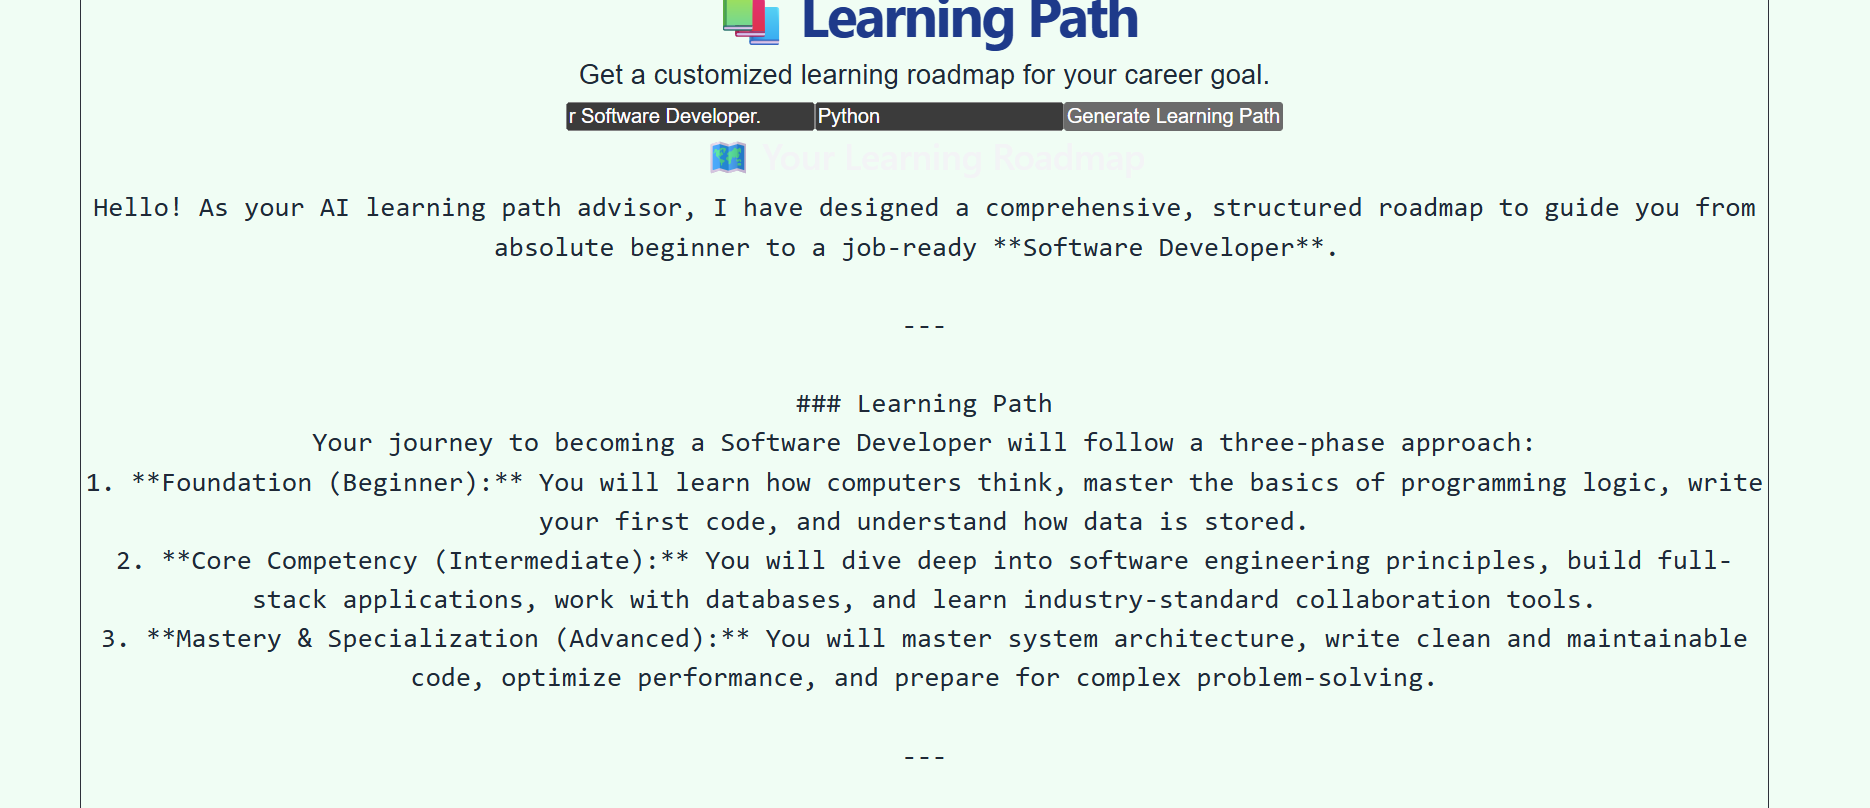 Learning Path
Get a customized learning roadmap for your career goal.
r Software Developer. Python Generate Learning Path
Your Learning Roadmap
Hello! As your AI learning path advisor, I have designed a comprehensive, structured roadmap to guide you from
absolute beginner to a job-ready **Software Developer**.
---
### Learning Path
Your journey to becoming a Software Developer will follow a three-phase approach:
1. **Foundation (Beginner):** You will learn how computers think, master the basics of programming logic, write
your first code, and understand how data is stored.
2. **Core Competency (Intermediate):** You will dive deep into software engineering principles, build full-
stack applications, work with databases, and learn industry-standard collaboration tools.
3. **Mastery & Specialization (Advanced):** You will master system architecture, write clean and maintainable
code, optimize performance, and prepare for complex problem-solving.
---